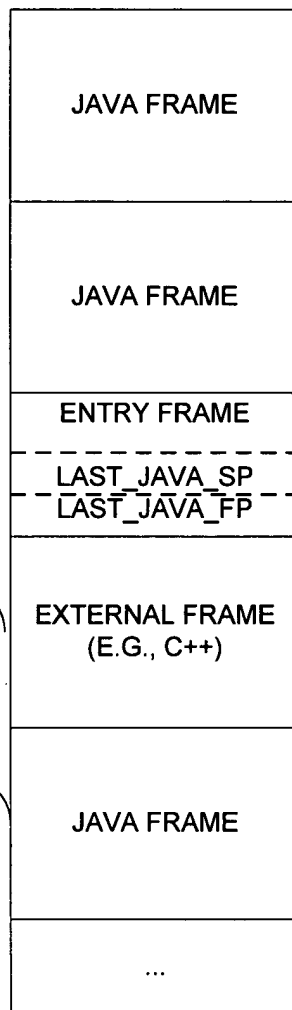 JAVA FRAME
JAVA FRAME
ENTRY FRAME
LAST_JAVA_SP
LAST_JAVA_FP
EXTERNAL FRAME
(E.G., C++)
JAVA FRAME
...